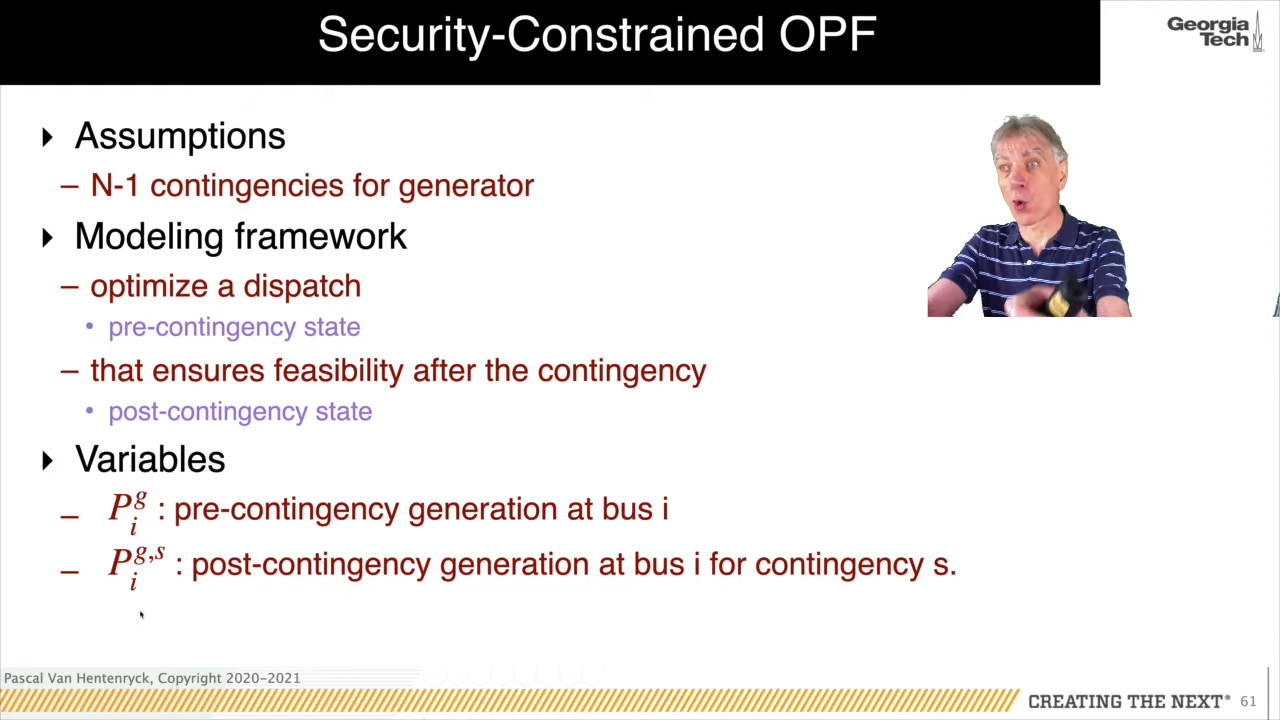 Security-Constrained OPF
Georgia
Tech
Assumptions
– N-1 contingencies for generator
Modeling framework
– optimize a dispatch
• pre-contingency state
– that ensures feasibility after the contingency
• post-contingency state
Variables
– P_i^g : pre-contingency generation at bus i
– P_i^{g,s} : post-contingency generation at bus i for contingency s.
Pascal Van Hentenryck, Copyright 2020-2021
CREATING THE NEXT® 61